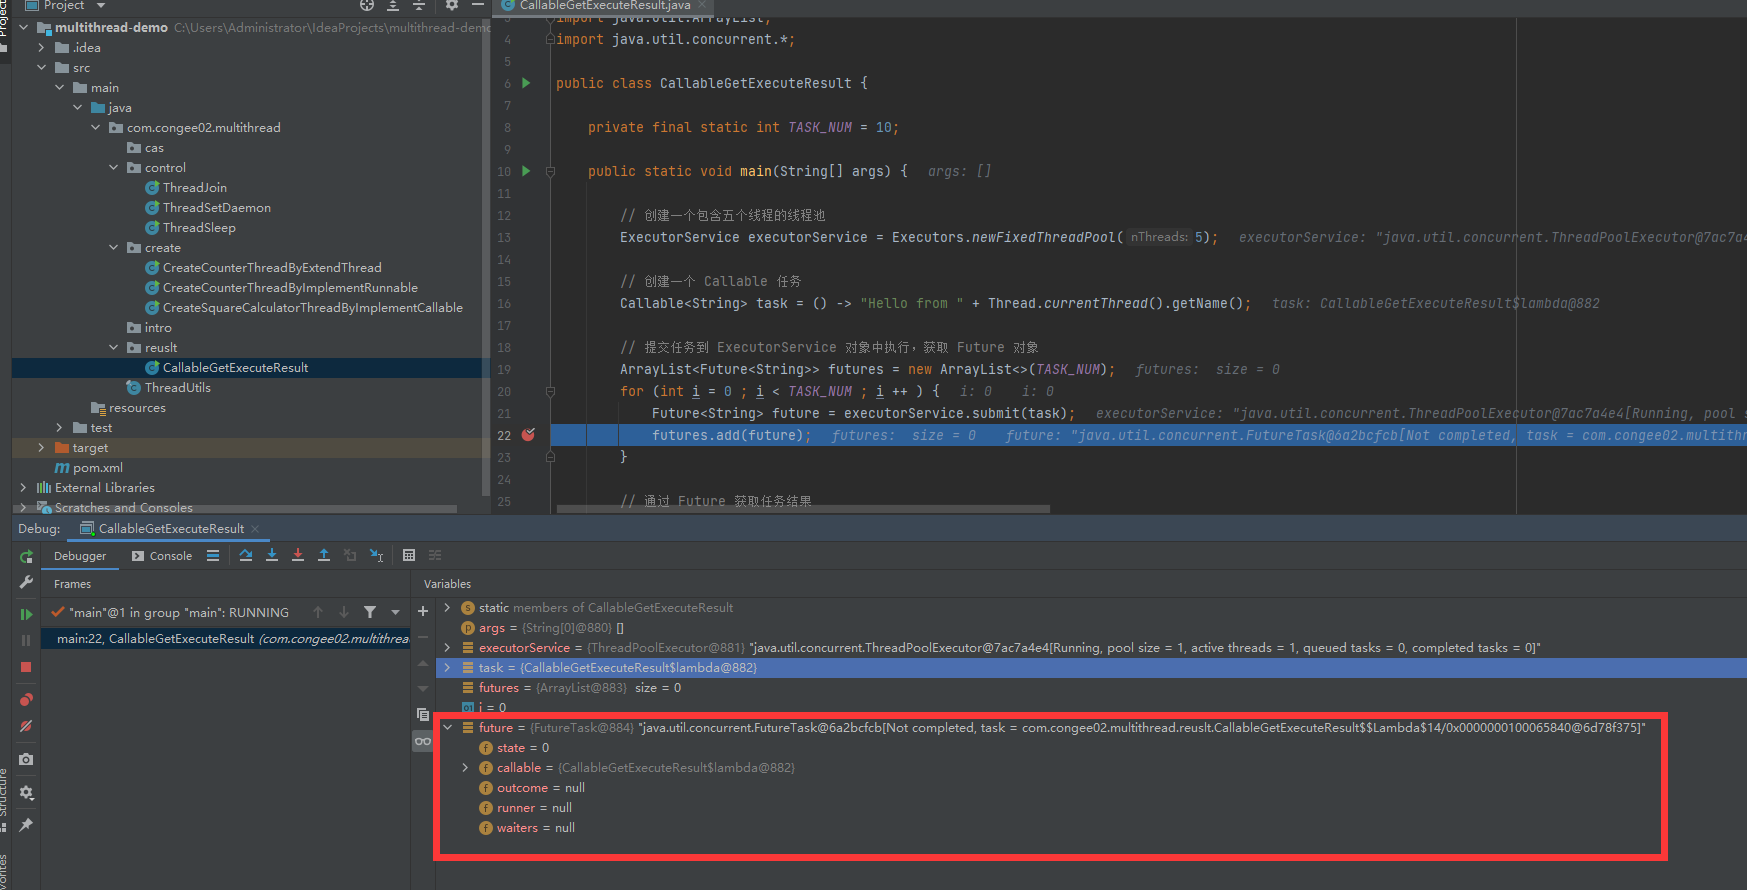 Project
CallableGetExecuteResult.java
multithread-demo C:\Users\Administrator\IdeaProjects\multithread-demo
.idea
src
main
java
com.congee02.multithread
cas
control
ThreadJoin
ThreadSetDaemon
ThreadSleep
create
CreateCounterThreadByExtendThread
CreateCounterThreadByImplementRunnable
CreateSquareCalculatorThreadByImplementCallable
intro
reuslt
CallableGetExecuteResult
ThreadUtils
resources
test
target
pom.xml
External Libraries
Scratches and Consoles
3 import java.util.ArrayList;
4 import java.util.concurrent.*;
5
6 public class CallableGetExecuteResult {
7
8 private final static int TASK_NUM = 10;
9
10 public static void main(String[] args) { args: []
11
12 // 创建一个包含五个线程的线程池
13 ExecutorService executorService = Executors.newFixedThreadPool( nThreads: 5); executorService: "java.util.concurrent.ThreadPoolExecutor@7ac7a4
14
15 // 创建一个 Callable 任务
16 Callable<String> task = () -> "Hello from " + Thread.currentThread().getName(); task: CallableGetExecuteResult$lambda@882
17
18 // 提交任务到 ExecutorService 对象中执行，获取 Future 对象
19 ArrayList<Future<String>> futures = new ArrayList<>(TASK_NUM); futures: size = 0
20 for (int i = 0 ; i < TASK_NUM ; i ++ ) { i: 0 i: 0
21 Future<String> future = executorService.submit(task); executorService: "java.util.concurrent.ThreadPoolExecutor@7ac7a4e4[Running, pool s
22 futures.add(future); futures: size = 0 future: "java.util.concurrent.FutureTask@6a2bcfcb[Not completed, task = com.congee02.multithr
23 }
24
25 // 通过 Future 获取任务结果
Debug: CallableGetExecuteResult
Debugger Console
Frames
Variables
"main"@1 in group "main": RUNNING
main:22, CallableGetExecuteResult (com.congee02.multithread
static members of CallableGetExecuteResult
args = {String[0]@880} []
executorService = {ThreadPoolExecutor@881} "java.util.concurrent.ThreadPoolExecutor@7ac7a4e4[Running, pool size = 1, active threads = 1, queued tasks = 0, completed tasks = 0]"
task = {CallableGetExecuteResult$lambda@882}
futures = {ArrayList@883} size = 0
i = 0
future = {FutureTask@884} "java.util.concurrent.FutureTask@6a2bcfcb[Not completed, task = com.congee02.multithread.reuslt.CallableGetExecuteResult$$Lambda$14/0x0000000100065840@6d78f375]"
state = 0
callable = {CallableGetExecuteResult$lambda@882}
outcome = null
runner = null
waiters = null
Structure